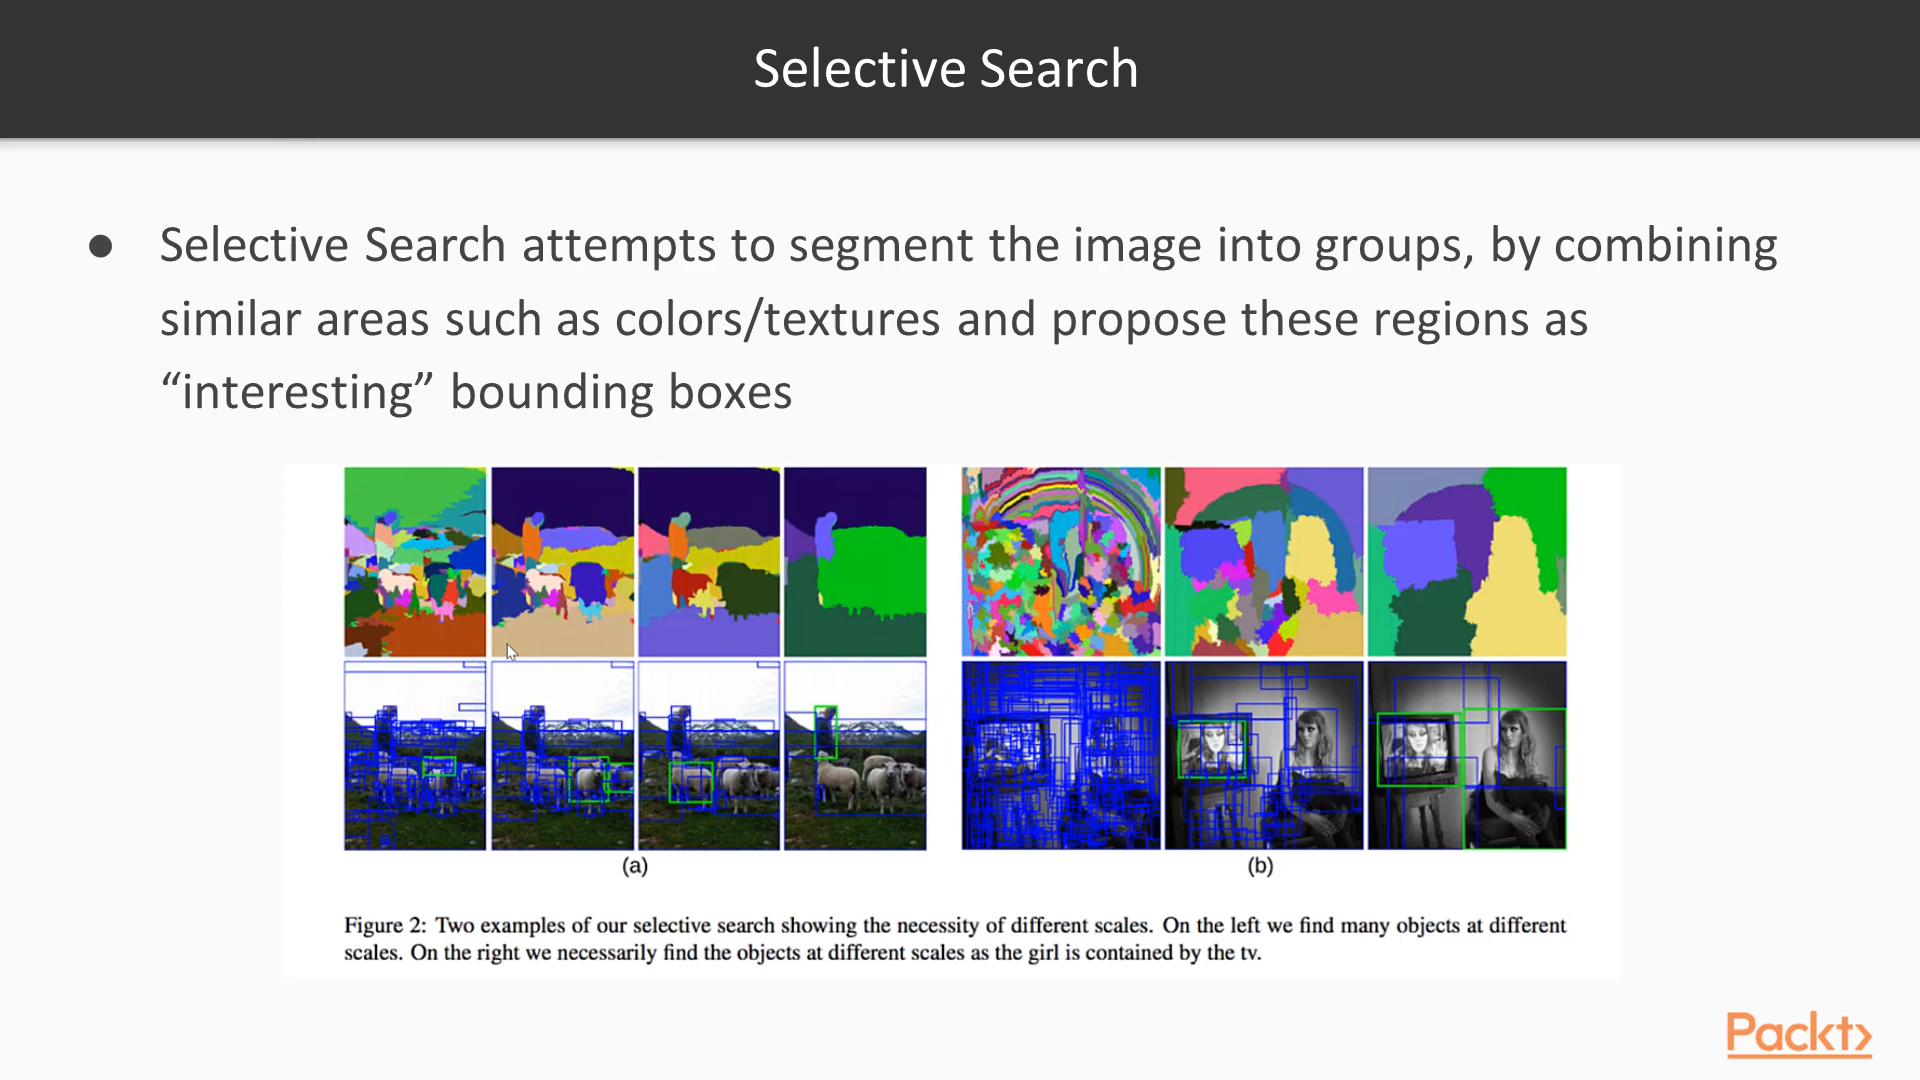 Selective Search
● Selective Search attempts to segment the image into groups, by combining
similar areas such as colors/textures and propose these regions as
“interesting” bounding boxes
(a)
(b)
Figure 2: Two examples of our selective search showing the necessity of different scales. On the left we find many objects at different
scales. On the right we necessarily find the objects at different scales as the girl is contained by the tv.
Packt>